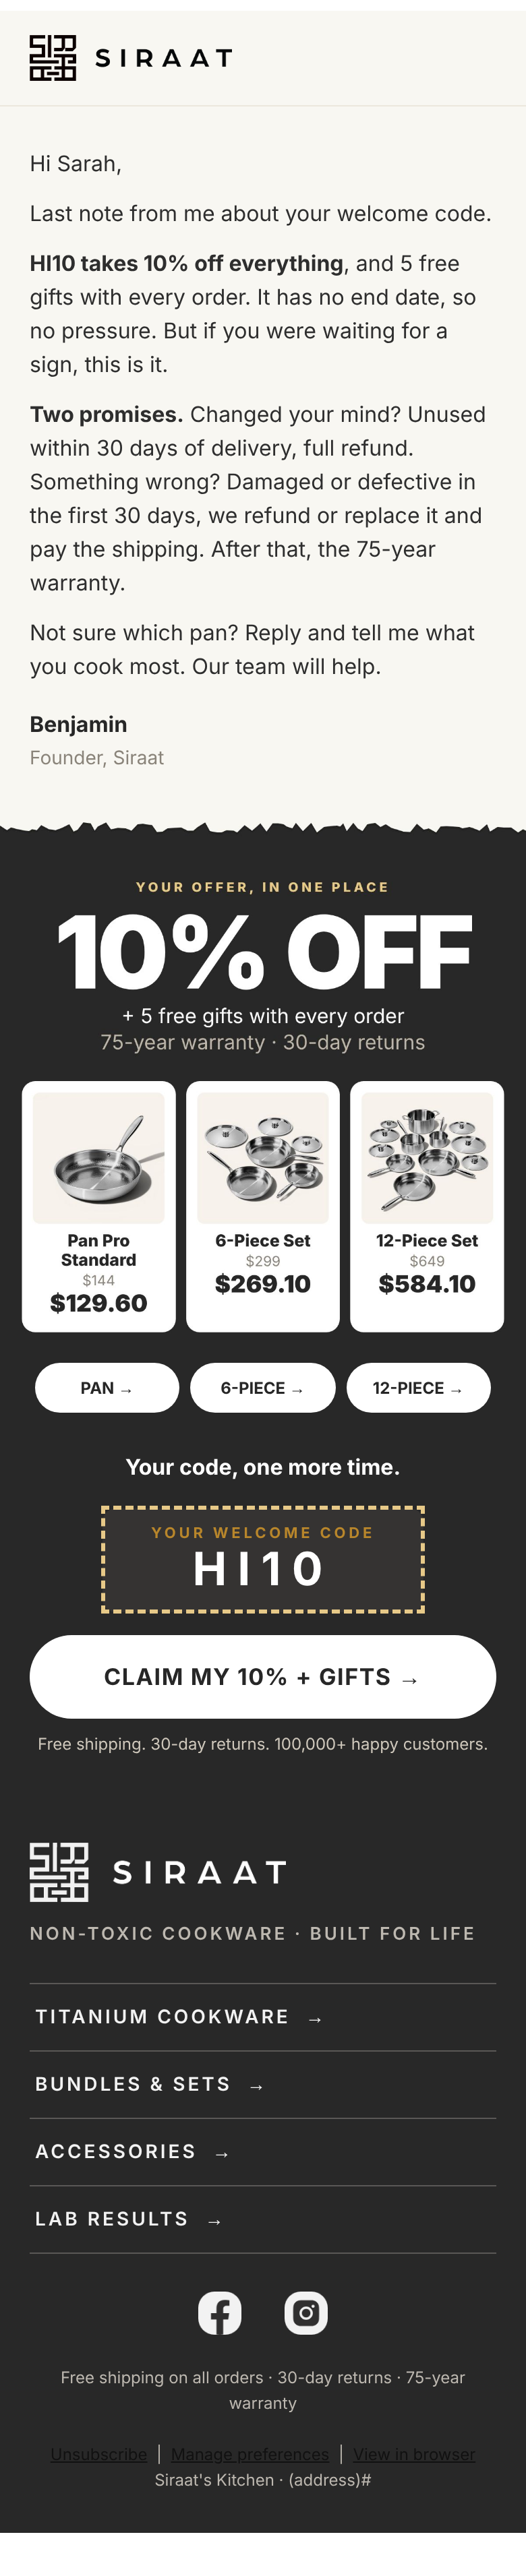 SIRAAT
Hi Sarah,
Last note from me about your welcome code.
HI10 takes 10% off everything, and 5 free
gifts with every order. It has no end date, so
no pressure. But if you were waiting for a
sign, this is it.
Two promises. Changed your mind? Unused
within 30 days of delivery, full refund.
Something wrong? Damaged or defective in
the first 30 days, we refund or replace it and
pay the shipping. After that, the 75-year
warranty.
Not sure which pan? Reply and tell me what
you cook most. Our team will help.
Benjamin
Founder, Siraat
YOUR OFFER, IN ONE PLACE
10% OFF
+ 5 free gifts with every order
75-year warranty · 30-day returns
Pan Pro
Standard
$144
$129.60
6-Piece Set
$299
$269.10
12-Piece Set
$649
$584.10
PAN →
6-PIECE →
12-PIECE →
Your code, one more time.
YOUR WELCOME CODE
HI10
CLAIM MY 10% + GIFTS →
Free shipping. 30-day returns. 100,000+ happy customers.
SIRAAT
NON-TOXIC COOKWARE · BUILT FOR LIFE
TITANIUM COOKWARE →
BUNDLES & SETS →
ACCESSORIES →
LAB RESULTS →
Free shipping on all orders · 30-day returns · 75-year
warranty
Unsubscribe | Manage preferences | View in browser
Siraat's Kitchen · (address)#